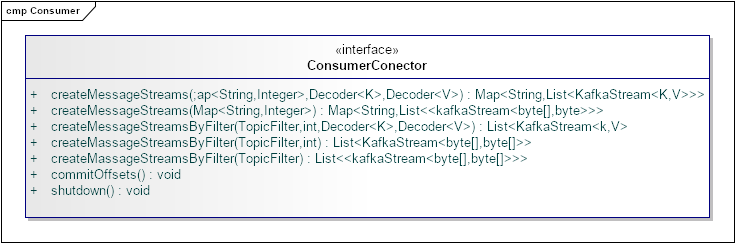 cmp Consumer
«interface»
ConsumerConector
+ createMessageStreams(;ap<String,Integer>,Decoder<K>,Decoder<V>) : Map<String,List<KafkaStream<K,V>>>
+ createMessageStreams(Map<String,Integer>) : Map<String,List<<kafkaStream<byte[],byte>>>
+ createMessageStreamsByFilter(TopicFilter,int,Decoder<K>,Decoder<V>) : List<KafkaStream<k,V>
+ createMassageStreamsByFilter(TopicFilter,int) : List<KafkaStream<byte[],byte[]>>
+ createMassageStreamsByFilter(TopicFilter) : List<<kafkaStream<byte[],byte[]>>>
+ commitOffsets() : void
+ shutdown() : void